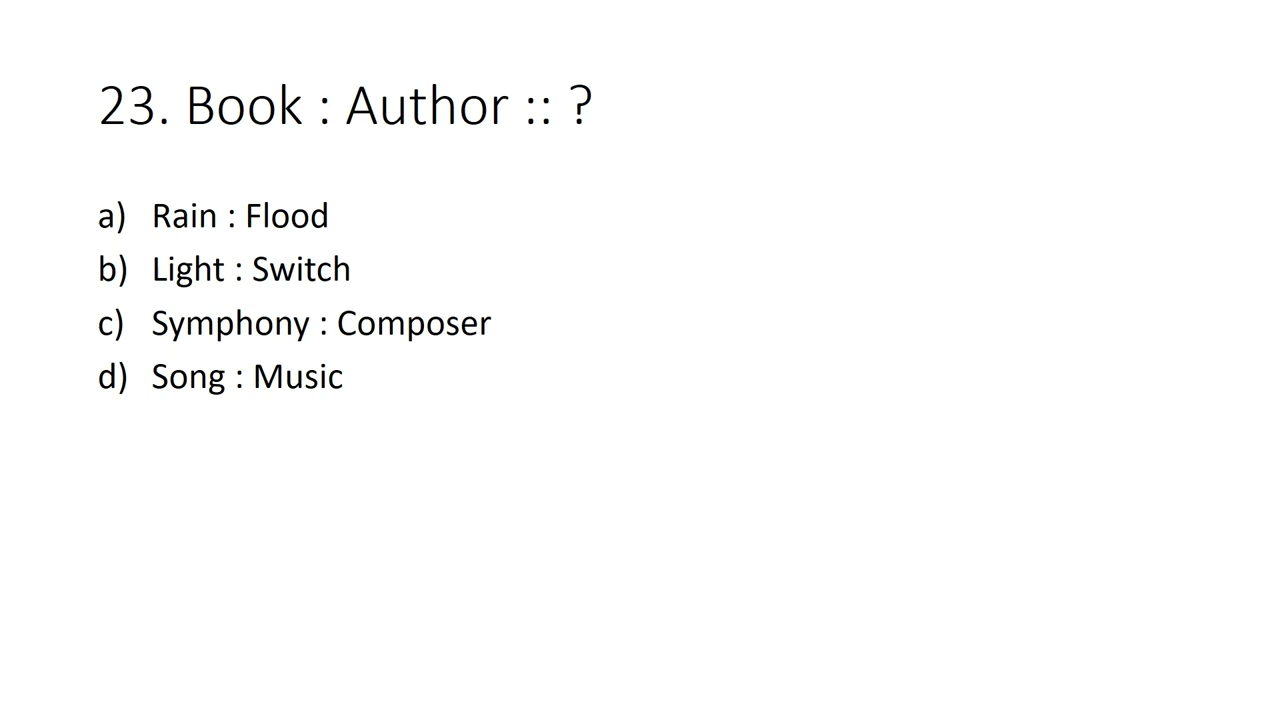 23. Book : Author :: ?
a) Rain : Flood
b) Light : Switch
c) Symphony : Composer
d) Song : Music